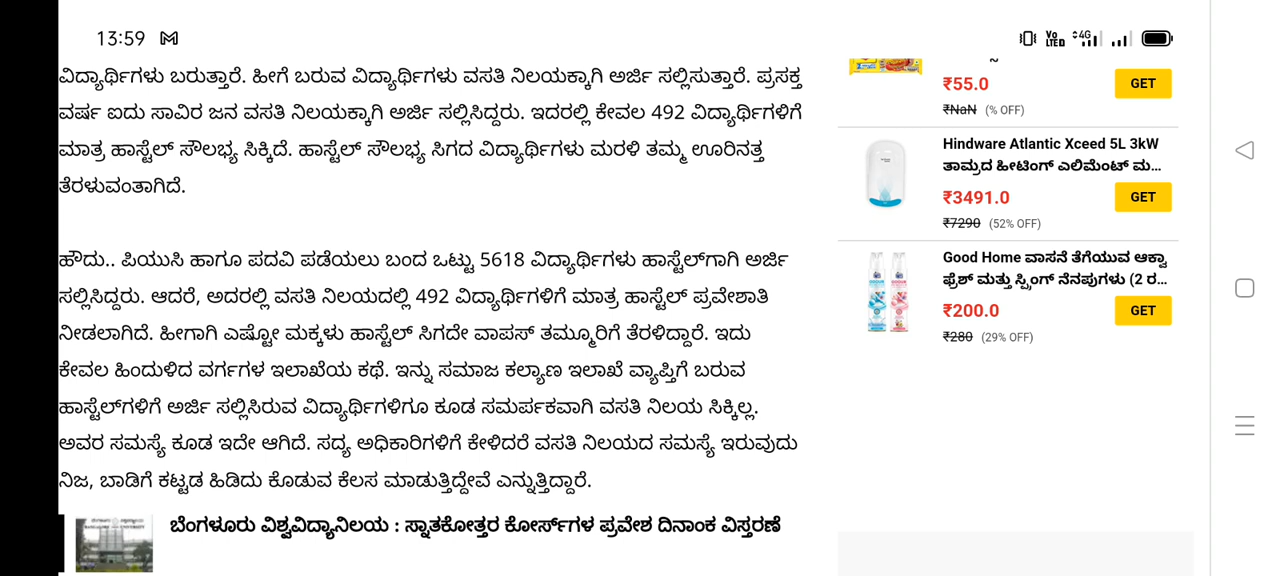 13:59
Vo LTE 4G
ವಿದ್ಯಾರ್ಥಿಗಳು ಬರುತ್ತಾರೆ. ಹೀಗೆ ಬರುವ ವಿದ್ಯಾರ್ಥಿಗಳು ವಸತಿ ನಿಲಯಕ್ಕಾಗಿ ಅರ್ಜಿ ಸಲ್ಲಿಸುತ್ತಾರೆ. ಪ್ರಸಕ್ತ
ವರ್ಷ ಐದು ಸಾವಿರ ಜನ ವಸತಿ ನಿಲಯಕ್ಕಾಗಿ ಅರ್ಜಿ ಸಲ್ಲಿಸಿದ್ದರು. ಇದರಲ್ಲಿ ಕೇವಲ 492 ವಿದ್ಯಾರ್ಥಿಗಳಿಗೆ
ಮಾತ್ರ ಹಾಸ್ಟೆಲ್ ಸೌಲಭ್ಯ ಸಿಕ್ಕಿದೆ. ಹಾಸ್ಟೆಲ್ ಸೌಲಭ್ಯ ಸಿಗದ ವಿದ್ಯಾರ್ಥಿಗಳು ಮರಳಿ ತಮ್ಮ ಊರಿನತ್ತ
ತೆರಳುವಂತಾಗಿದೆ.
ಹೌದು.. ಪಿಯುಸಿ ಹಾಗೂ ಪದವಿ ಪಡೆಯಲು ಬಂದ ಒಟ್ಟು 5618 ವಿದ್ಯಾರ್ಥಿಗಳು ಹಾಸ್ಟೆಲ್‌ಗಾಗಿ ಅರ್ಜಿ
ಸಲ್ಲಿಸಿದ್ದರು. ಆದರೆ, ಅದರಲ್ಲಿ ವಸತಿ ನಿಲಯದಲ್ಲಿ 492 ವಿದ್ಯಾರ್ಥಿಗಳಿಗೆ ಮಾತ್ರ ಹಾಸ್ಟೆಲ್ ಪ್ರವೇಶಾತಿ
ನೀಡಲಾಗಿದೆ. ಹೀಗಾಗಿ ಎಷ್ಟೋ ಮಕ್ಕಳು ಹಾಸ್ಟೆಲ್ ಸಿಗದೇ ವಾಪಸ್ ತಮ್ಮೂರಿಗೆ ತೆರಳಿದ್ದಾರೆ. ಇದು
ಕೇವಲ ಹಿಂದುಳಿದ ವರ್ಗಗಳ ಇಲಾಖೆಯ ಕಥೆ. ಇನ್ನು ಸಮಾಜ ಕಲ್ಯಾಣ ಇಲಾಖೆ ವ್ಯಾಪ್ತಿಗೆ ಬರುವ
ಹಾಸ್ಟೆಲ್‌ಗಳಿಗೆ ಅರ್ಜಿ ಸಲ್ಲಿಸಿರುವ ವಿದ್ಯಾರ್ಥಿಗಳಿಗೂ ಕೂಡ ಸಮರ್ಪಕವಾಗಿ ವಸತಿ ನಿಲಯ ಸಿಕ್ಕಿಲ್ಲ.
ಅವರ ಸಮಸ್ಯೆ ಕೂಡ ಇದೇ ಆಗಿದೆ. ಸದ್ಯ ಅಧಿಕಾರಿಗಳಿಗೆ ಕೇಳಿದರೆ ವಸತಿ ನಿಲಯದ ಸಮಸ್ಯೆ ಇರುವುದು
ನಿಜ, ಬಾಡಿಗೆ ಕಟ್ಟಡ ಹಿಡಿದು ಕೊಡುವ ಕೆಲಸ ಮಾಡುತ್ತಿದ್ದೇವೆ ಎನ್ನುತ್ತಿದ್ದಾರೆ.
ಬೆಂಗಳೂರು ವಿಶ್ವವಿದ್ಯಾನಿಲಯ : ಸ್ನಾತಕೋತ್ತರ ಕೋರ್ಸ್‌ಗಳ ಪ್ರವೇಶ ದಿನಾಂಕ ವಿಸ್ತರಣೆ
₹55.0
GET
₹NaN (% OFF)
Hindware Atlantic Xceed 5L 3kW
ತಾಮ್ರದ ಹೀಟಿಂಗ್ ಎಲಿಮೆಂಟ್ ಮ...
₹3491.0
GET
₹7290 (52% OFF)
Good Home ವಾಸನೆ ತೆಗೆಯುವ ಆಕ್ವಾ
ಫ್ರೆಶ್ ಮತ್ತು ಸ್ಪ್ರಿಂಗ್ ನೆನಪುಗಳು (2 ರ...
₹200.0
GET
₹280 (29% OFF)